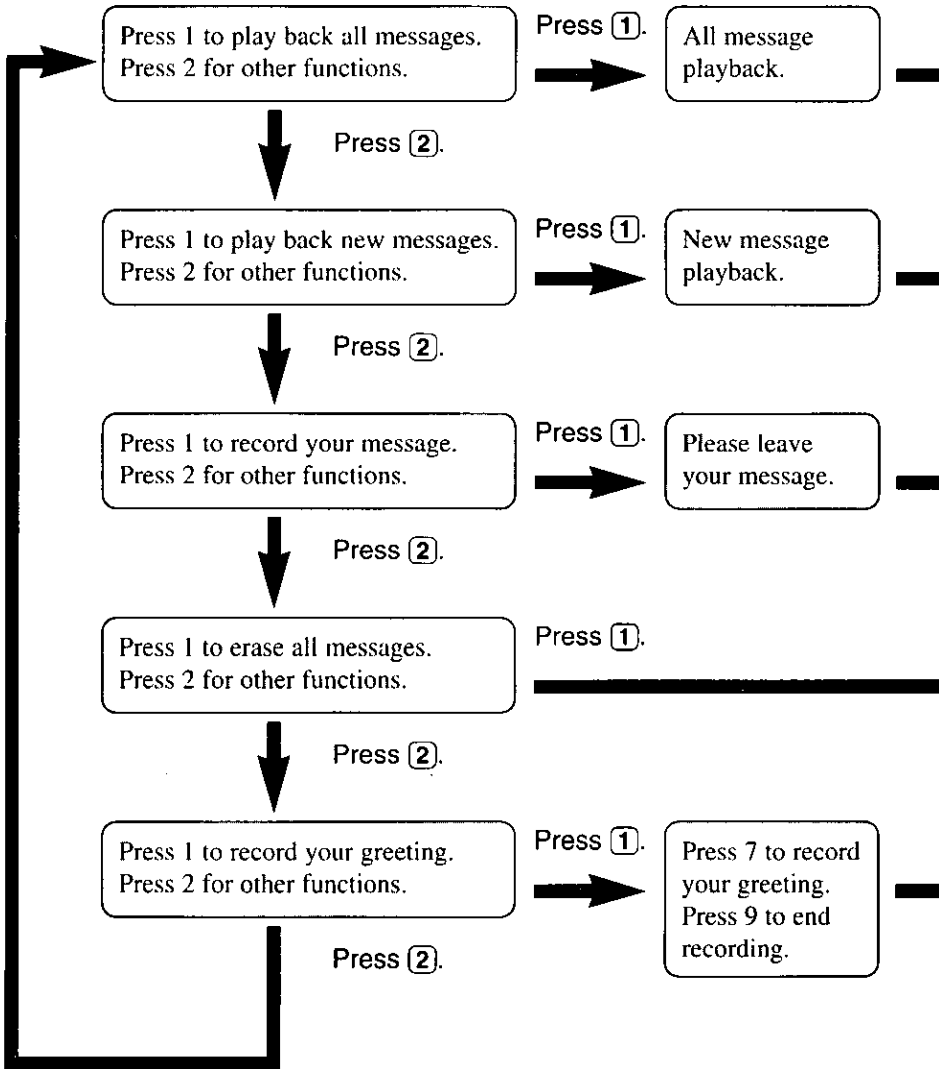 Press 1 to play back all messages.
Press 2 for other functions.
Press 1.
All message
playback.
Press 2.
Press 1 to play back new messages.
Press 2 for other functions.
Press 1.
New message
playback.
Press 2.
Press 1 to record your message.
Press 2 for other functions.
Press 1.
Please leave
your message.
Press 2.
Press 1 to erase all messages.
Press 2 for other functions.
Press 1.
Press 2.
Press 1 to record your greeting.
Press 2 for other functions.
Press 1.
Press 7 to record
your greeting.
Press 9 to end
recording.
Press 2.